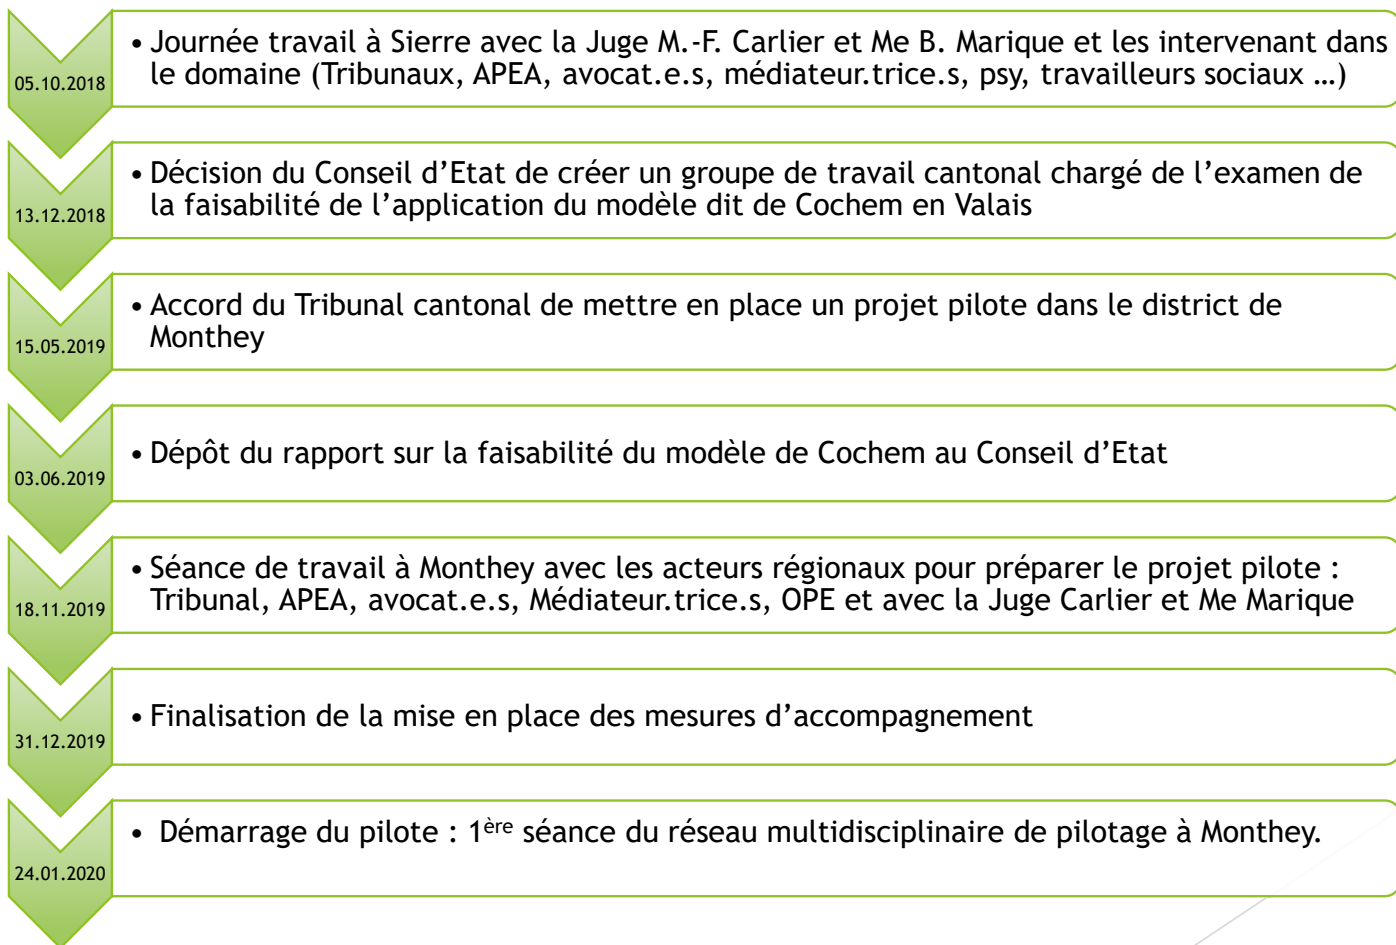 05.10.2018
• Journée travail à Sierre avec la Juge M.-F. Carlier et Me B. Marique et les intervenant dans
le domaine (Tribunaux, APEA, avocat.e.s, médiateur.trice.s, psy, travailleurs sociaux …)
13.12.2018
• Décision du Conseil d’Etat de créer un groupe de travail cantonal chargé de l’examen de
la faisabilité de l’application du modèle dit de Cochem en Valais
15.05.2019
• Accord du Tribunal cantonal de mettre en place un projet pilote dans le district de
Monthey
03.06.2019
• Dépôt du rapport sur la faisabilité du modèle de Cochem au Conseil d’Etat
18.11.2019
• Séance de travail à Monthey avec les acteurs régionaux pour préparer le projet pilote :
Tribunal, APEA, avocat.e.s, Médiateur.trice.s, OPE et avec la Juge Carlier et Me Marique
31.12.2019
• Finalisation de la mise en place des mesures d’accompagnement
24.01.2020
• Démarrage du pilote : 1ère séance du réseau multidisciplinaire de pilotage à Monthey.